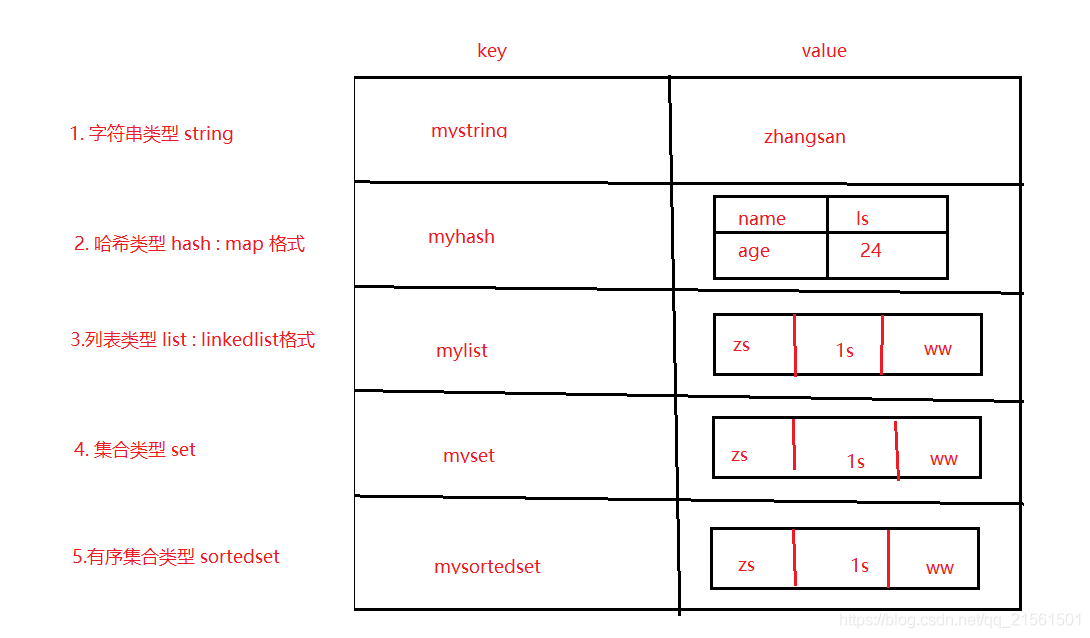 key value
1. 字符串类型 string mystring zhangsan
name ls
2. 哈希类型 hash : map 格式 myhash
age 24
3.列表类型 list : linkedlist格式 mylist zs 1s ww
4. 集合类型 set myset zs 1s ww
5.有序集合类型 sortedset mysortedset zs 1s ww
https://blog.csdn.net/qq_21561501